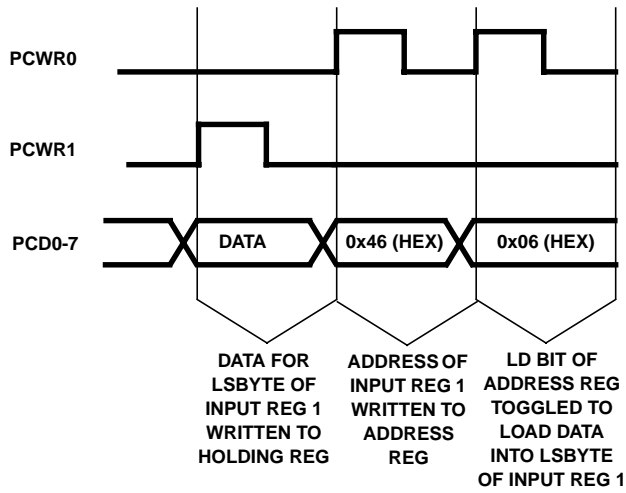 PCWR0
PCWR1
PCD0-7
DATA
0x46 (HEX)
0x06 (HEX)
DATA FOR
LSBYTE OF
INPUT REG 1
WRITTEN TO
HOLDING REG
ADDRESS OF
INPUT REG 1
WRITTEN TO
ADDRESS
REG
LD BIT OF
ADDRESS REG
TOGGLED TO
LOAD DATA
INTO LSBYTE
OF INPUT REG 1